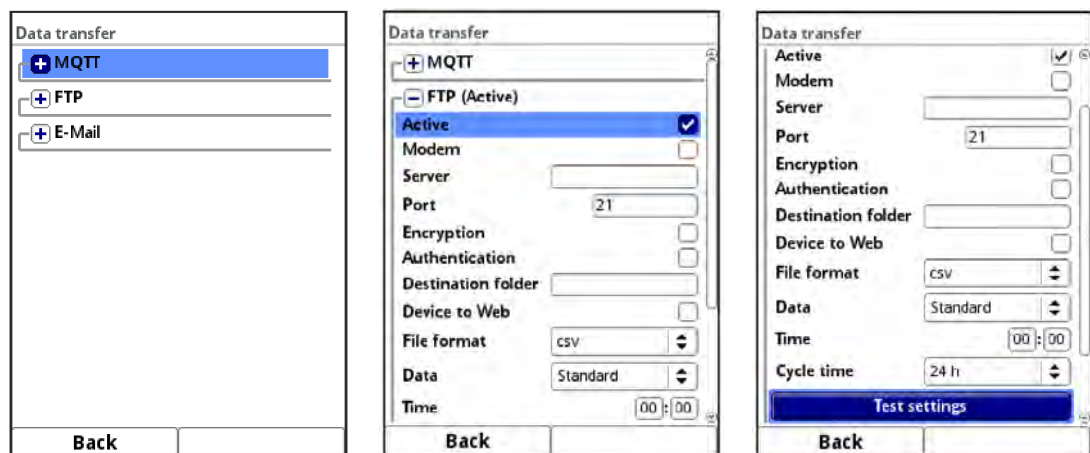 Data transfer
MQTT
FTP
E-Mail
Back
Data transfer
MQTT
FTP (Active)
Active
Modem
Server
Port 21
Encryption
Authentication
Destination folder
Device to Web
File format csv
Data Standard
Time 00:00
Back
Data transfer
Active
Modem
Server
Port 21
Encryption
Authentication
Destination folder
Device to Web
File format csv
Data Standard
Time 00:00
Cycle time 24 h
Test settings
Back